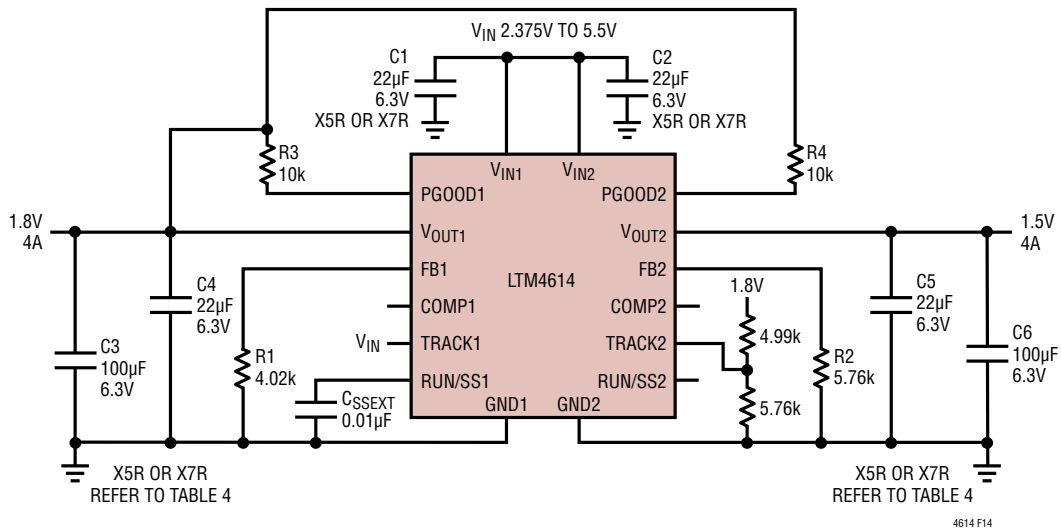 V_IN 2.375V TO 5.5V
C1
22µF
6.3V
X5R OR X7R
C2
22µF
6.3V
X5R OR X7R
R3
10k
R4
10k
V_IN1
V_IN2
PGOOD1
PGOOD2
1.8V
4A
V_OUT1
V_OUT2
1.5V
4A
FB1
LTM4614
FB2
C4
22µF
6.3V
1.8V
C5
22µF
6.3V
COMP1
COMP2
4.99k
C3
100µF
6.3V
V_IN
TRACK1
TRACK2
R1
4.02k
R2
5.76k
C6
100µF
6.3V
RUN/SS1
RUN/SS2
C_SSEXT
0.01µF
GND1
GND2
5.76k
X5R OR X7R
REFER TO TABLE 4
X5R OR X7R
REFER TO TABLE 4
4614 F14